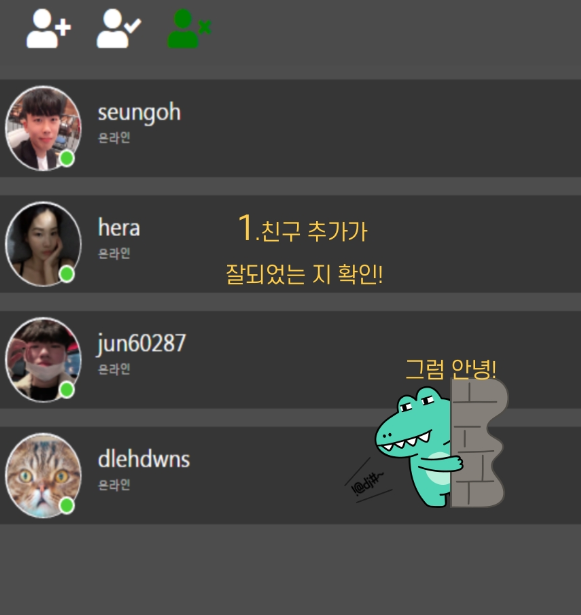 seungoh
온라인
hera
온라인
1.친구 추가가
잘되었는 지 확인!
jun60287
온라인
그럼 안녕!
dlehdwns
온라인